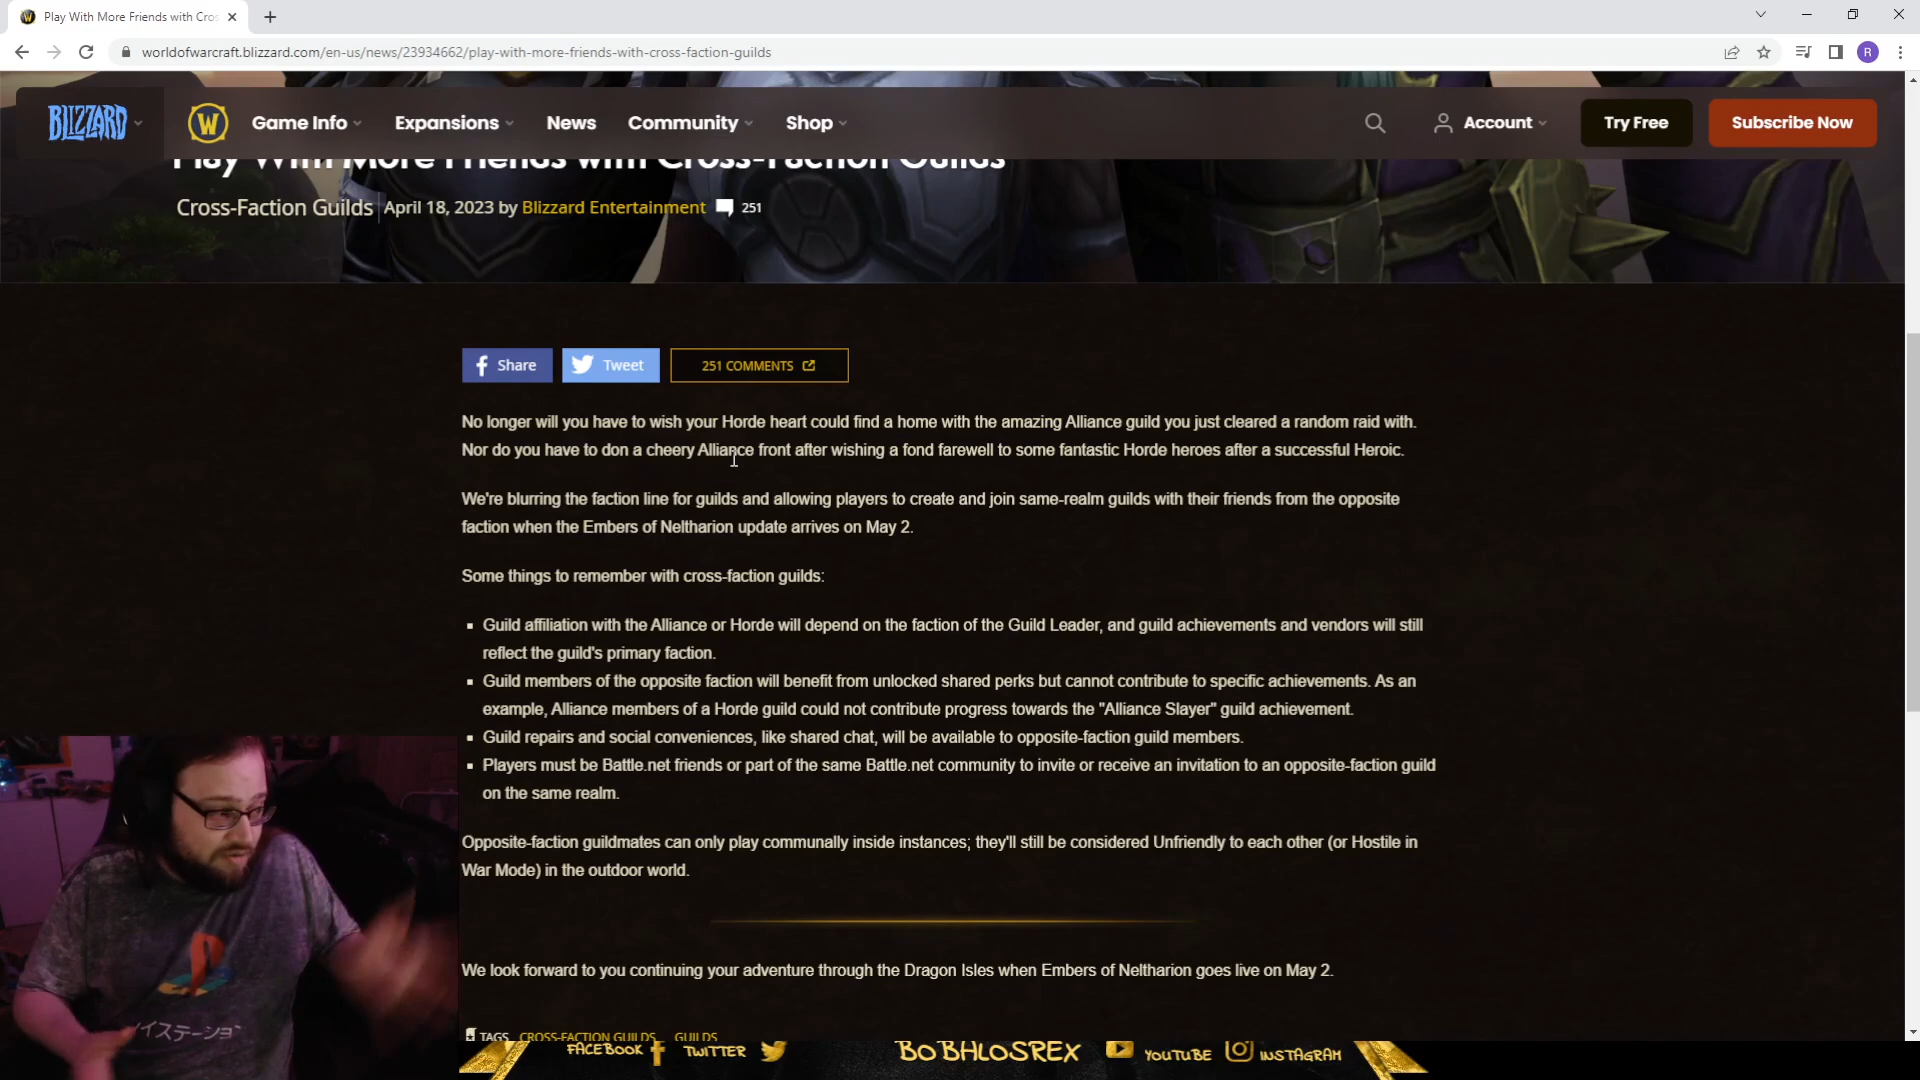 Play With More Friends with Cros
worldofwarcraft.blizzard.com/en-us/news/23934662/play-with-more-friends-with-cross-faction-guilds
R
BLIZZARD
W
Game Info
Expansions
News
Community
Shop
Account
Try Free
Subscribe Now
Play With More Friends with Cross-Faction Guilds
Cross-Faction Guilds
April 18, 2023 by Blizzard Entertainment
251
Share
Tweet
251 COMMENTS
No longer will you have to wish your Horde heart could find a home with the amazing Alliance guild you just cleared a random raid with.
Nor do you have to don a cheery Alliance front after wishing a fond farewell to some fantastic Horde heroes after a successful Heroic.
We're blurring the faction line for guilds and allowing players to create and join same-realm guilds with their friends from the opposite
faction when the Embers of Neltharion update arrives on May 2.
Some things to remember with cross-faction guilds:
Guild affiliation with the Alliance or Horde will depend on the faction of the Guild Leader, and guild achievements and vendors will still
reflect the guild's primary faction.
Guild members of the opposite faction will benefit from unlocked shared perks but cannot contribute to specific achievements. As an
example, Alliance members of a Horde guild could not contribute progress towards the "Alliance Slayer" guild achievement.
Guild repairs and social conveniences, like shared chat, will be available to opposite-faction guild members.
Players must be Battle.net friends or part of the same Battle.net community to invite or receive an invitation to an opposite-faction guild
on the same realm.
Opposite-faction guildmates can only play communally inside instances; they'll still be considered Unfriendly to each other (or Hostile in
War Mode) in the outdoor world.
We look forward to you continuing your adventure through the Dragon Isles when Embers of Neltharion goes live on May 2.
TAGS
CROSS-FACTION GUILDS
GUILDS
FACEBOOK
TWITTER
BOBALOSREX
YOUTUBE
INSTAGRAM